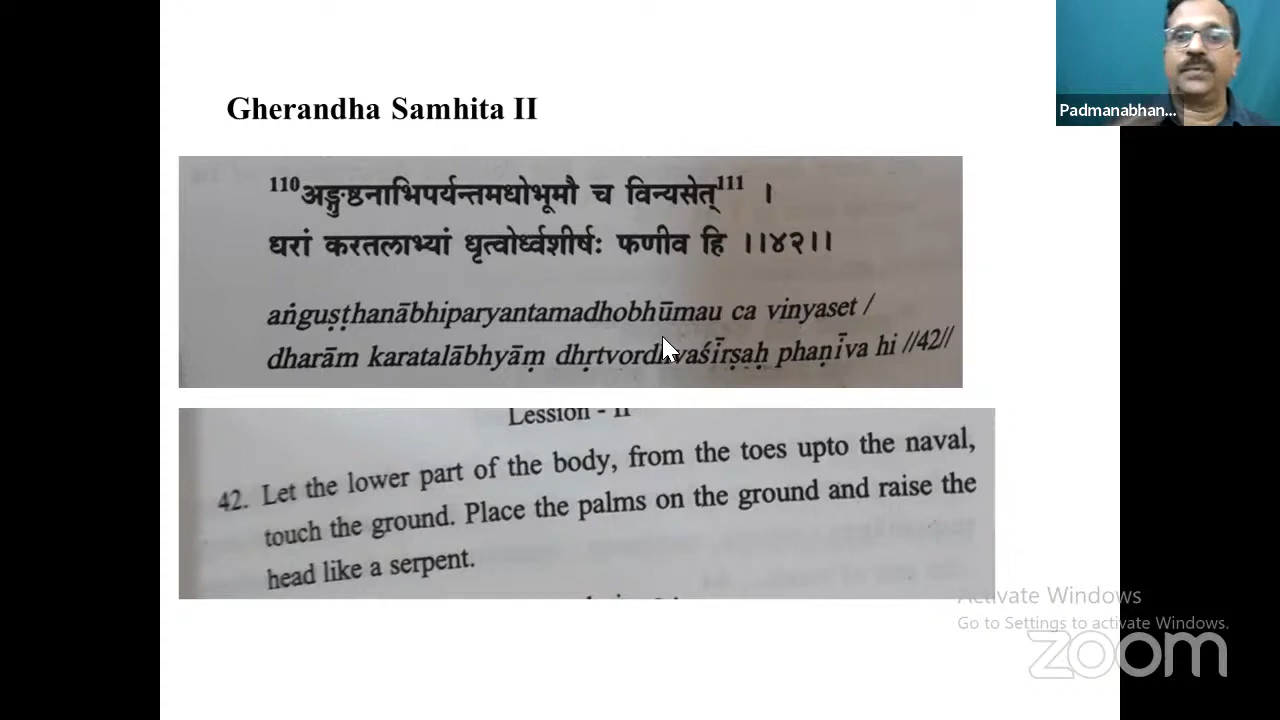 Gherandha Samhita II
Padmanabhan...
110अङ्गुष्ठनाभिपर्यन्तमधोभूमौ च विन्यसेत्111 ।
धरां करतलाभ्यां धृत्वोर्ध्वशीर्षः फणीव हि ।।४२।।
aṅguṣṭhanābhiparyantamadhobhūmau ca vinyaset /
dharām karatalābhyāṃ dhṛtvordhvaśīrṣaḥ phaṇīva hi //42//
Lession - II
42. Let the lower part of the body, from the toes upto the naval,
touch the ground. Place the palms on the ground and raise the
head like a serpent.
Activate Windows
Go to Settings to activate Windows.
zoom